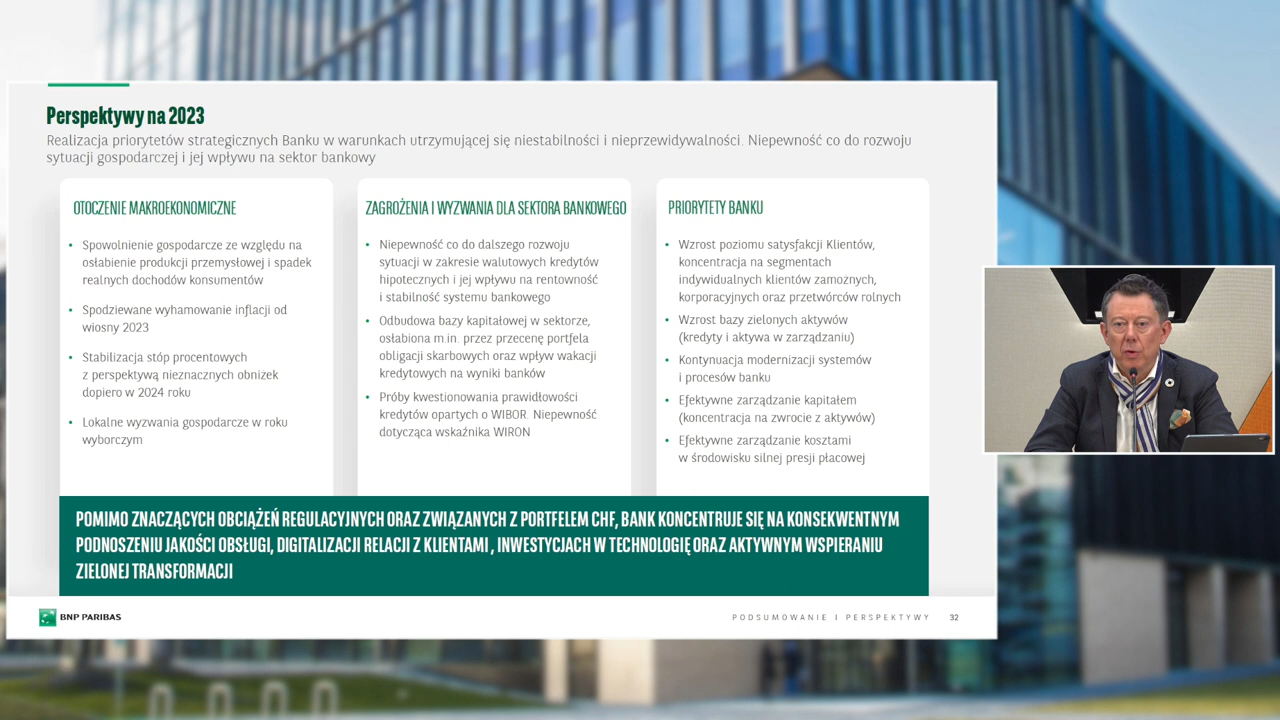 Perspektywy na 2023
Realizacja priorytetów strategicznych Banku w warunkach utrzymującej się niestabilności i nieprzewidywalności. Niepewność co do rozwoju
sytuacji gospodarczej i jej wpływu na sektor bankowy
OTOCZENIE MAKROEKONOMICZNE
• Spowolnienie gospodarcze ze względu na
osłabienie produkcji przemysłowej i spadek
realnych dochodów konsumentów
• Spodziewane wyhamowanie inflacji od
wiosny 2023
• Stabilizacja stóp procentowych
z perspektywą nieznacznych obniżek
dopiero w 2024 roku
• Lokalne wyzwania gospodarcze w roku
wyborczym
ZAGROŻENIA I WYZWANIA DLA SEKTORA BANKOWEGO
• Niepewność co do dalszego rozwoju
sytuacji w zakresie walutowych kredytów
hipotecznych i jej wpływu na rentowność
i stabilność systemu bankowego
• Odbudowa bazy kapitałowej w sektorze,
osłabiona m.in. przez przecenę portfela
obligacji skarbowych oraz wpływ wakacji
kredytowych na wyniki banków
• Próby kwestionowania prawidłowości
kredytów opartych o WIBOR. Niepewność
dotycząca wskaźnika WIRON
PRIORYTETY BANKU
• Wzrost poziomu satysfakcji Klientów,
koncentracja na segmentach
indywidualnych klientów zamożnych,
korporacyjnych oraz przetwórców rolnych
• Wzrost bazy zielonych aktywów
(kredyty i aktywa w zarządzaniu)
• Kontynuacja modernizacji systemów
i procesów banku
• Efektywne zarządzanie kapitałem
(koncentracja na zwrocie z aktywów)
• Efektywne zarządzanie kosztami
w środowisku silnej presji płacowej
POMIMO ZNACZĄCYCH OBCIĄŻEŃ REGULACYJNYCH ORAZ ZWIĄZANYCH Z PORTFELEM CHF, BANK KONCENTRUJE SIĘ NA KONSEKWENTNYM
PODNOSZENIU JAKOŚCI OBSŁUGI, DIGITALIZACJI RELACJI Z KLIENTAMI , INWESTYCJACH W TECHNOLOGIĘ ORAZ AKTYWNYM WSPIERANIU
ZIELONEJ TRANSFORMACJI
BNP PARIBAS
PODSUMOWANIE I PERSPEKTYWY 32